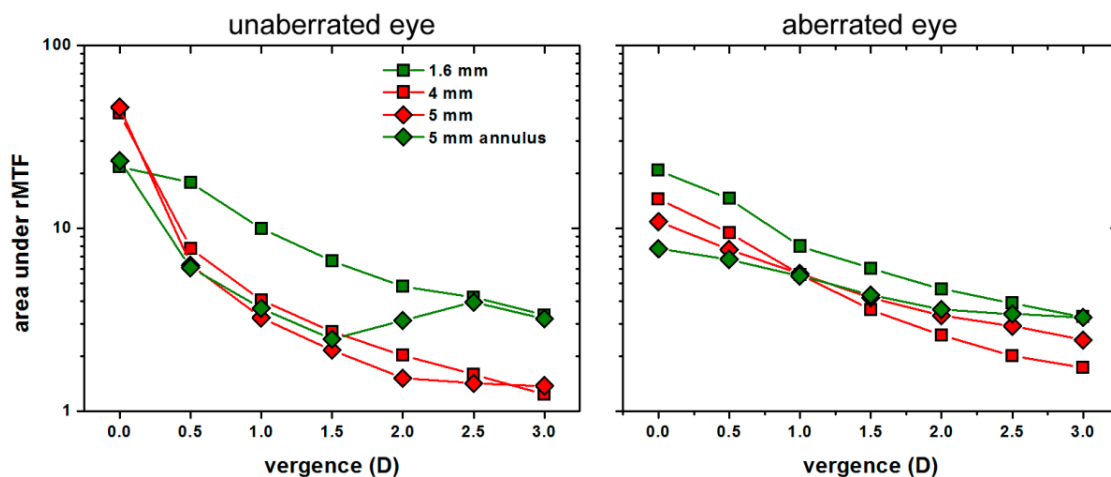 unaberrated eye
aberrated eye
100
10
1
area under rMTF
1.6 mm
4 mm
5 mm
5 mm annulus
0.0 0.5 1.0 1.5 2.0 2.5 3.0
0.0 0.5 1.0 1.5 2.0 2.5 3.0
vergence (D)
vergence (D)